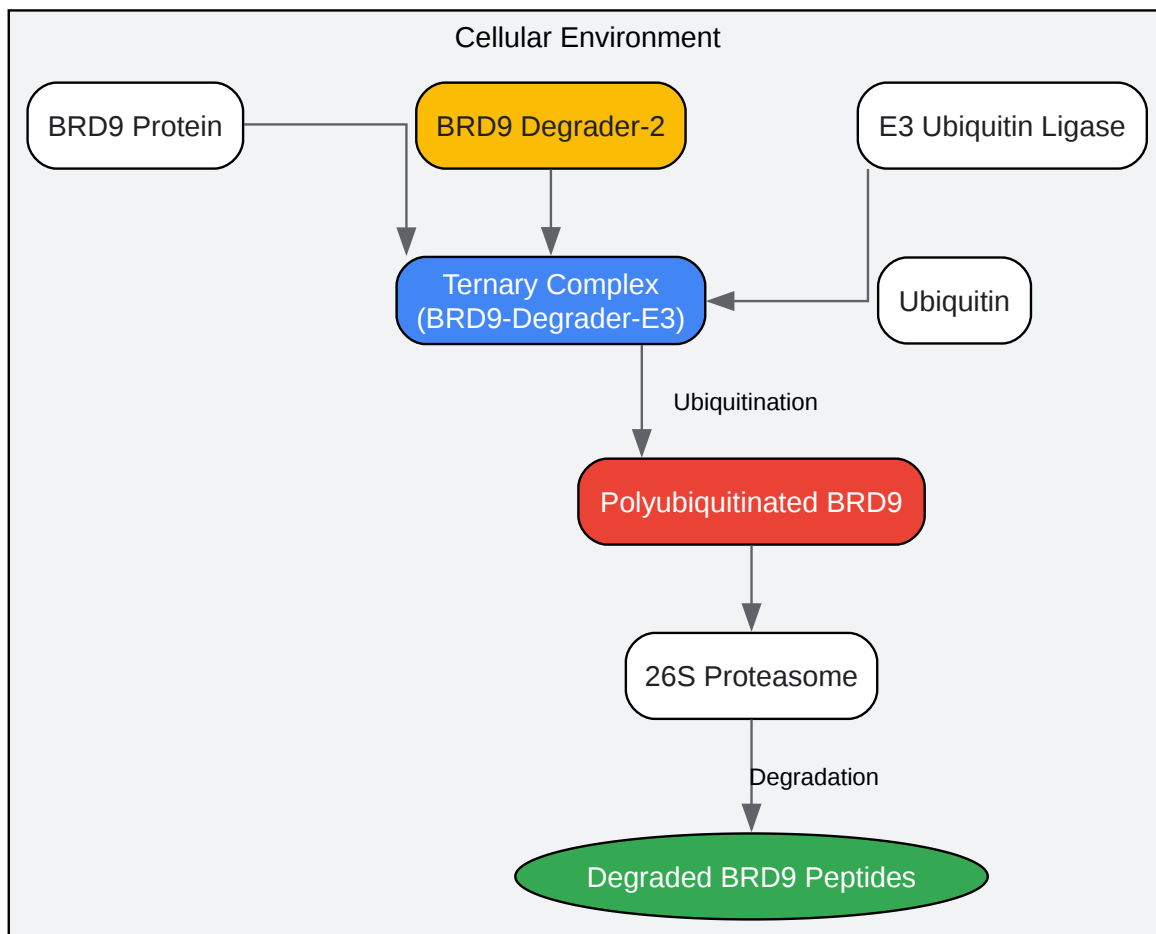 Cellular Environment
BRD9 Protein
BRD9 Degrader-2
E3 Ubiquitin Ligase
Ternary Complex
(BRD9-Degrader-E3)
Ubiquitin
Ubiquitination
Polyubiquitinated BRD9
26S Proteasome
Degradation
Degraded BRD9 Peptides